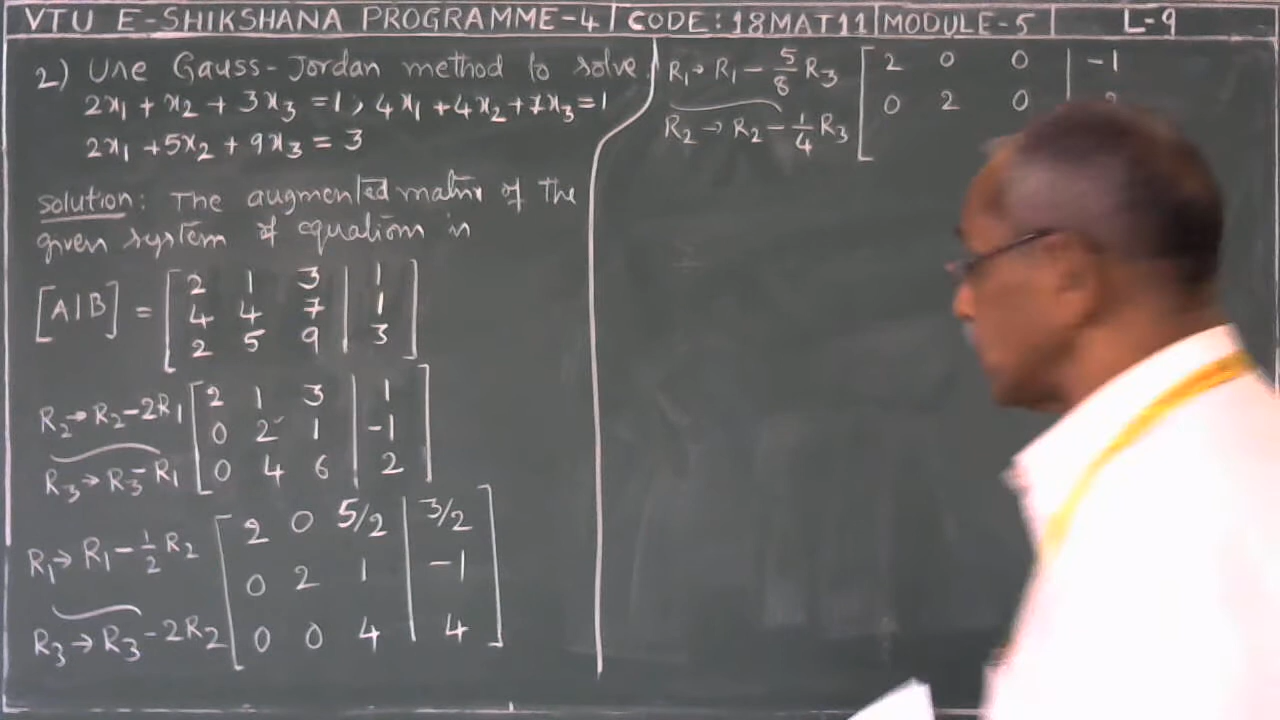 VTU E-SHIKSHANA PROGRAMME-4 | CODE: 18MAT11 | MODULE-5 | L-9
2) Use Gauss-Jordan method to solve
2x₁ + x₂ + 3x₃ = 1, 4x₁ + 4x₂ + 7x₃ = 1
2x₁ + 5x₂ + 9x₃ = 3
Solution: The augmented matrix of the
given system of equations is
[A|B] = [2 1 3 | 1
4 4 7 | 1
2 5 9 | 3]
R₂→R₂-2R₁ [2 1 3 | 1
0 2 1 | -1
R₃→R₃-R₁ 0 4 6 | 2]
R₁→R₁-1/2 R₂ [2 0 5/2 | 3/2
0 2 1 | -1
R₃→R₃-2R₂ 0 0 4 | 4]
R₁→R₁-5/8 R₃ [2 0 0 | -1
R₂→R₂-1/4 R₃ 0 2 0